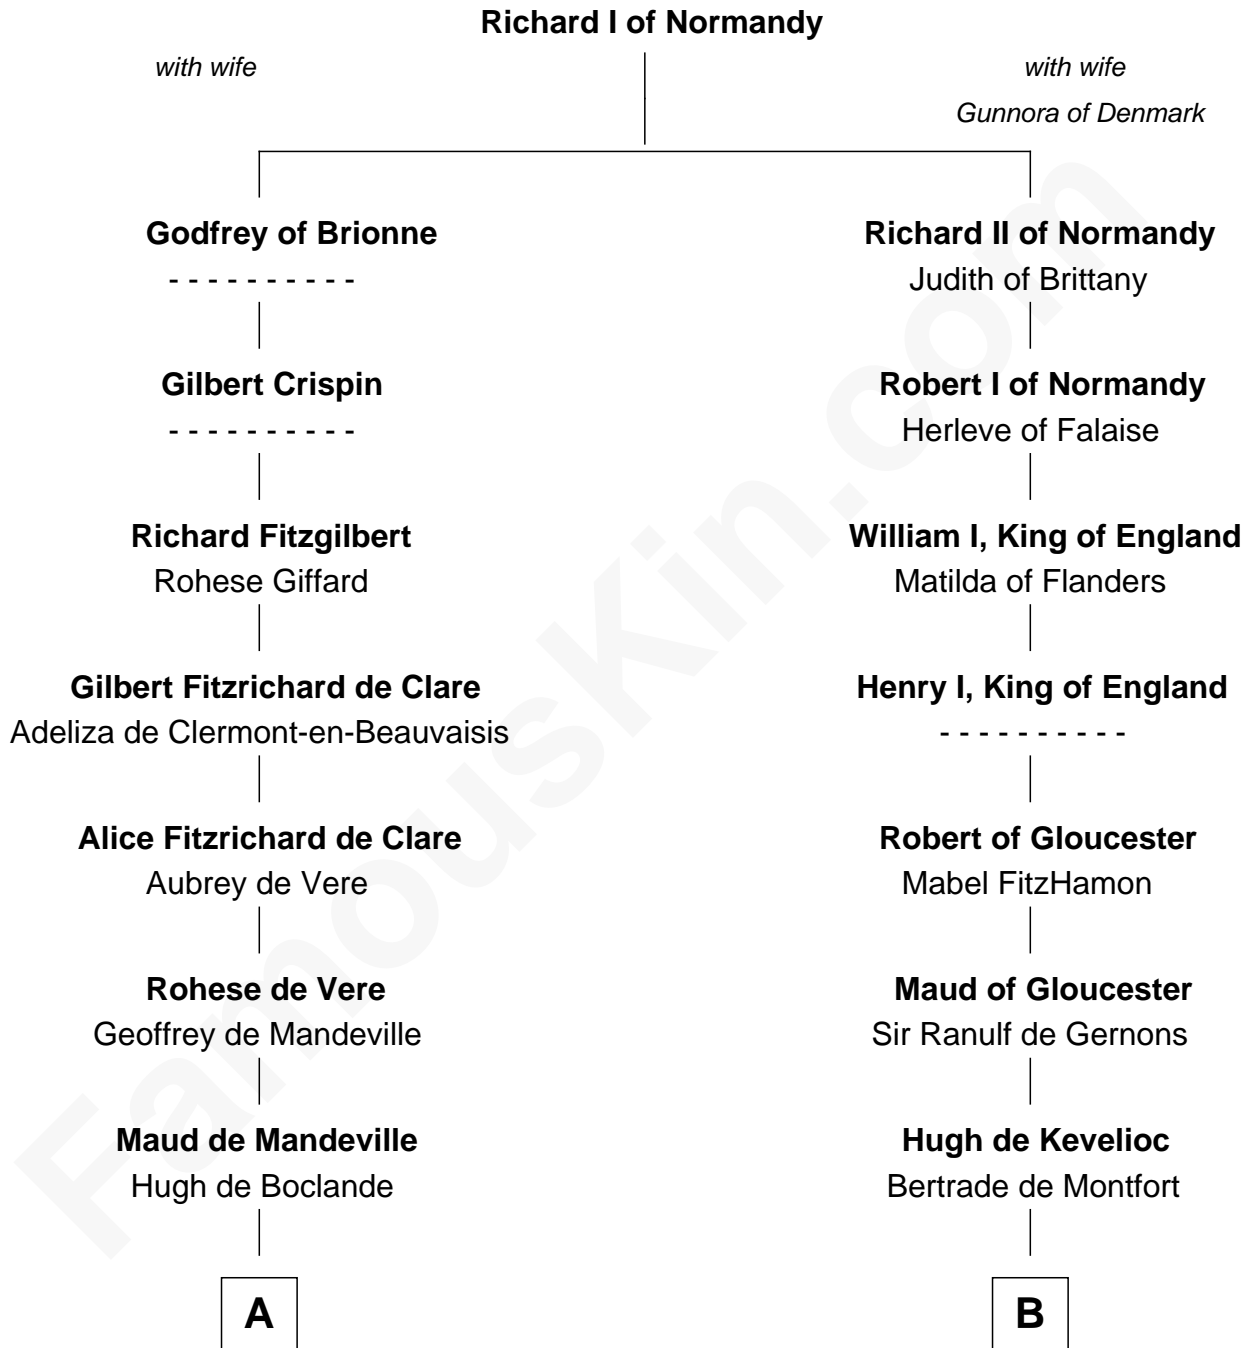 Richard I of Normandy
with wife
with wife
Gunnora of Denmark
Godfrey of Brionne
- - - - - - - - - -
Gilbert Crispin
- - - - - - - - - -
Richard Fitzgilbert
Rohese Giffard
Gilbert Fitzrichard de Clare
Adeliza de Clermont-en-Beauvaisis
Alice Fitzrichard de Clare
Aubrey de Vere
Rohese de Vere
Geoffrey de Mandeville
Maud de Mandeville
Hugh de Boclande
A
Richard II of Normandy
Judith of Brittany
Robert I of Normandy
Herleve of Falaise
William I, King of England
Matilda of Flanders
Henry I, King of England
- - - - - - - - - -
Robert of Gloucester
Mabel FitzHamon
Maud of Gloucester
Sir Ranulf de Gernons
Hugh de Kevelioc
Bertrade de Montfort
B
FamousKin.com